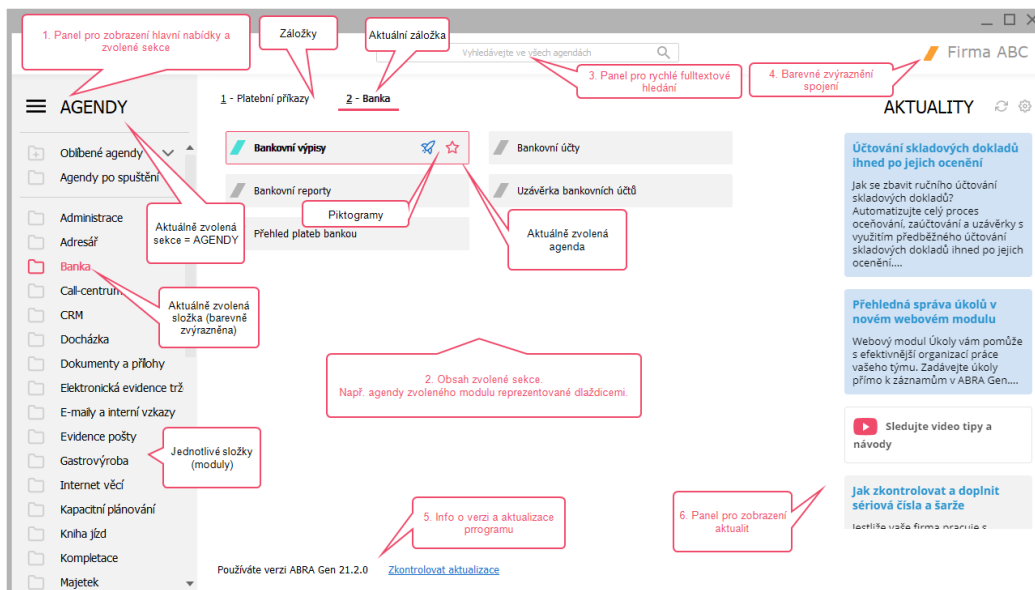 1. Panel pro zobrazení hlavní nabídky a
zvolené sekce
Záložky
Aktuální záložka
Vyhledávejte ve všech agendách
3. Panel pro rychlé fulltextové
hledání
4. Barevné zvýraznění
spojení
Firma ABC
AGENDY
1 - Platební příkazy
2 - Banka
AKTUALITY
Oblíbené agendy
Agendy po spuštění
Administrace
Adresář
Banka
Call-centrum
CRM
Docházka
Dokumenty a přílohy
Elektronická evidence trž
E-maily a interní vzkazy
Evidence pošty
Gastrovýroba
Internet věcí
Kapacitní plánování
Kniha jízd
Kompletace
Majetek
Aktuálně zvolená
sekce = AGENDY
Aktuálně zvolená
složka (barevně
zvýrazněna)
Jednotlivé složky
(moduly)
Bankovní výpisy
Bankovní účty
Bankovní reporty
Uzávěrka bankovních účtů
Přehled plateb bankou
Piktogramy
Aktuálně zvolená
agenda
2. Obsah zvolené sekce.
Např. agendy zvoleného modulu reprezentované dlaždicemi.
5. Info o verzi a aktualizace
prrogramu
Používáte verzi ABRA Gen 21.2.0
Zkontrolovat aktualizace
6. Panel pro zobrazení
aktualit
Účtování skladových dokladů
ihned po jejich ocenění
Jak se zbavit ručního účtování
skladových dokladů?
Automatizujte celý proces
oceňování, zaúčtování a uzávěrky s
využitím předběžného účtování
skladových dokladů ihned po jejich
ocenění....
Přehledná správa úkolů v
novém webovém modulu
Webový modul Úkoly vám pomůže
s efektivnější organizací práce
vašeho týmu. Zadávejte úkoly
přímo k záznamům v ABRA Gen....
Sledujte video tipy a
návody
Jak zkontrolovat a doplnit
sériová čísla a šarže
Jestliže vaše firma pracuje s